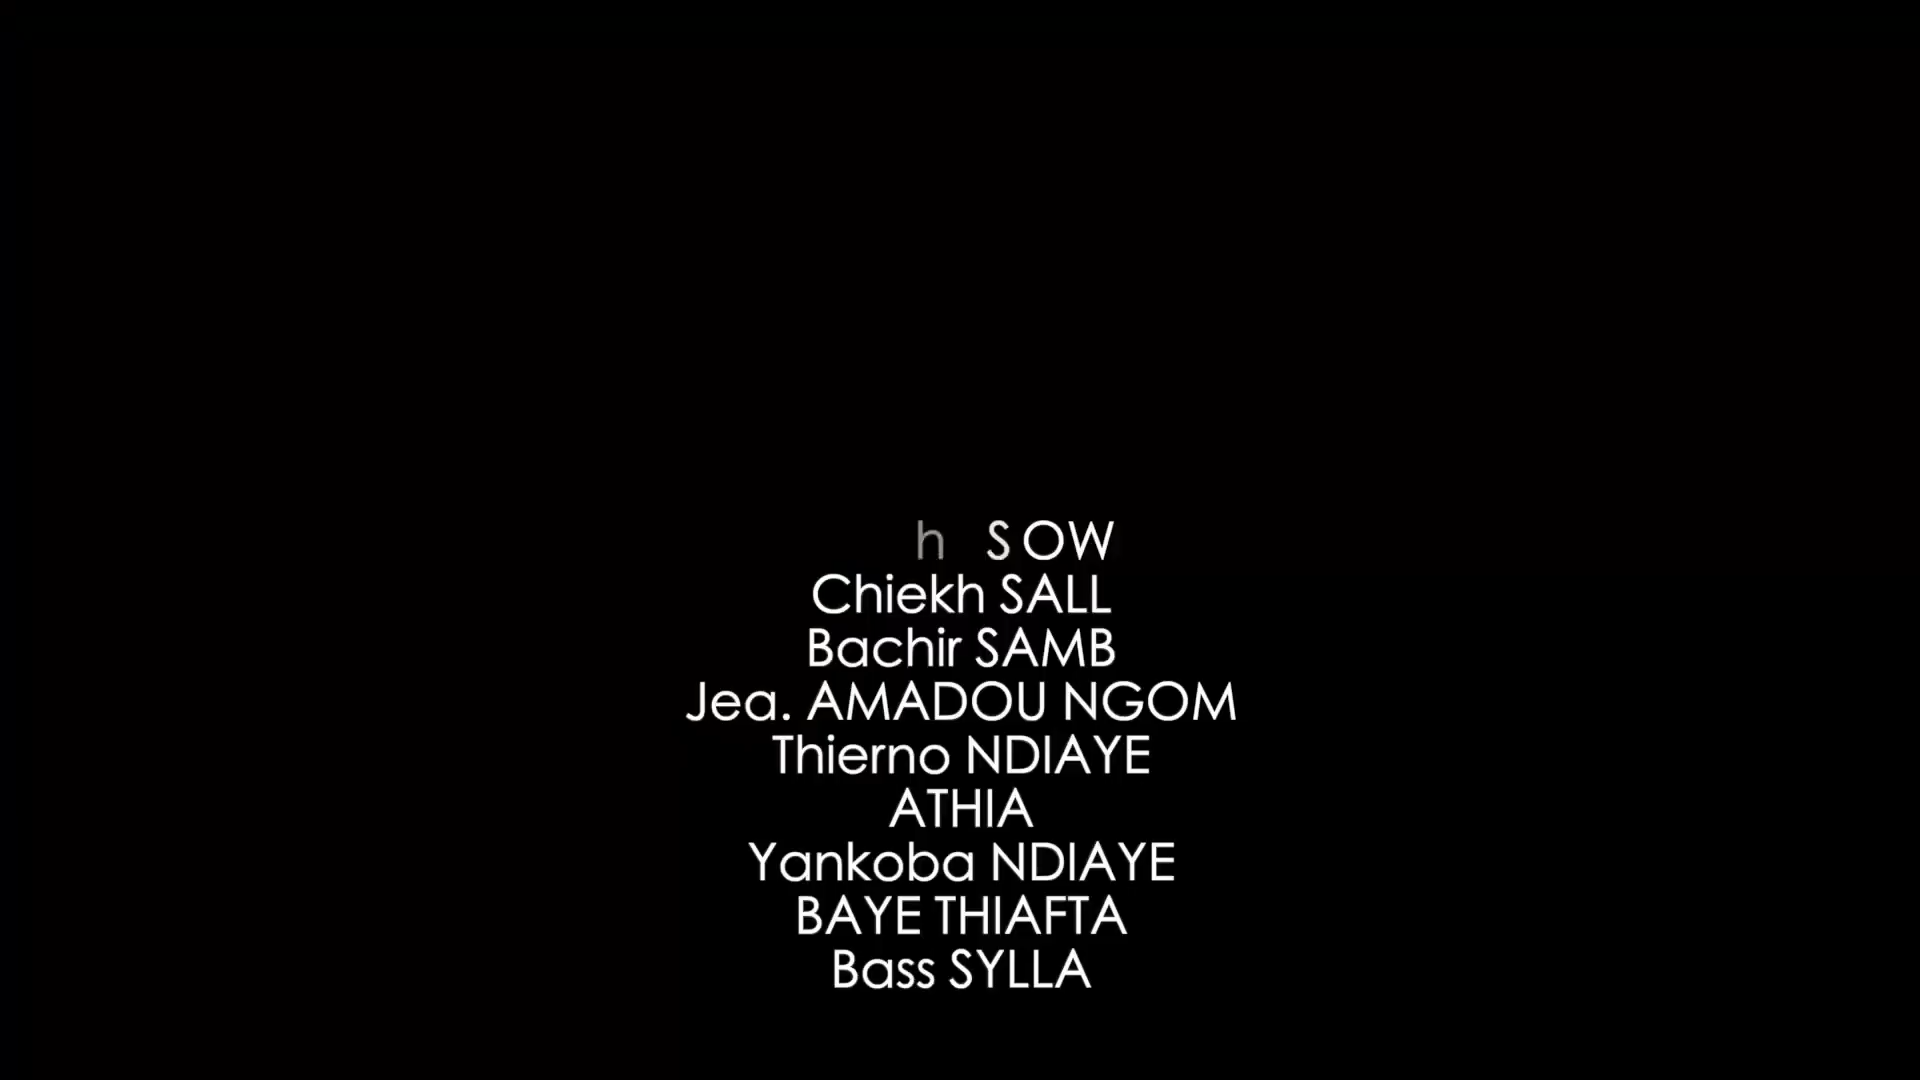 SOW
Chiekh SALL
Bachir SAMB
Jea. AMADOU NGOM
Thierno NDIAYE
ATHIA
Yankoba NDIAYE
BAYE THIAFTA
Bass SYLLA